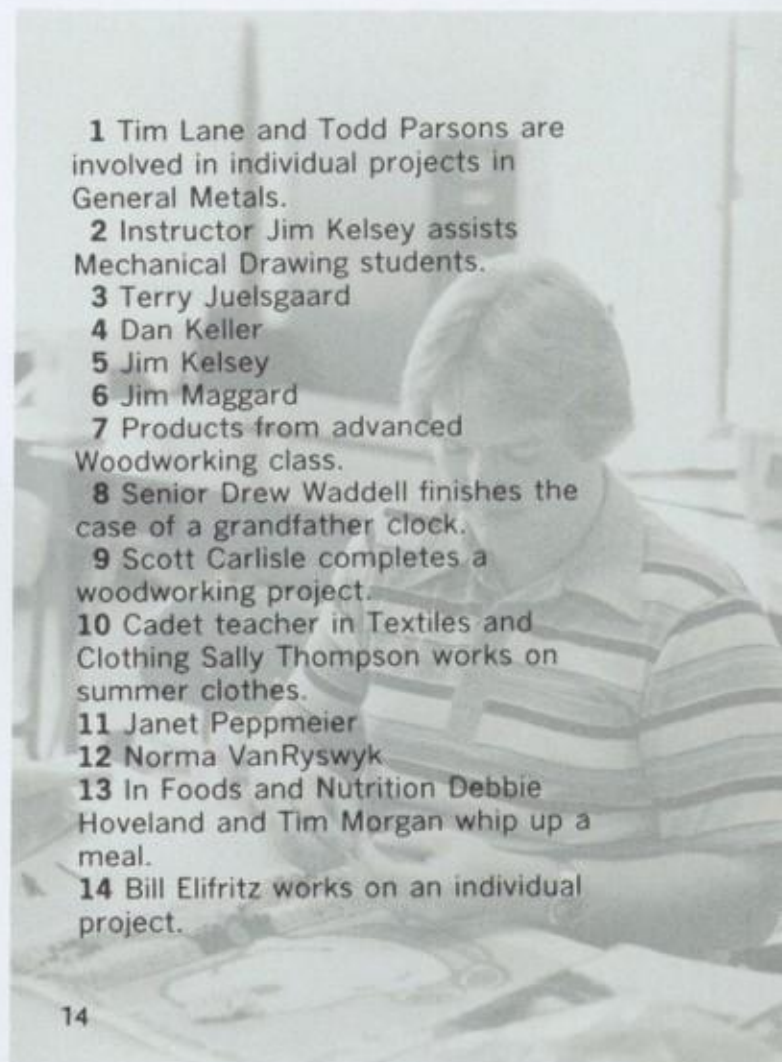 1 Tim Lane and Todd Parsons are
involved in individual projects in
General Metals.
2 Instructor Jim Kelsey assists
Mechanical Drawing students.
3 Terry Juelsgaard
4 Dan Keller
5 Jim Kelsey
6 Jim Maggard
7 Products from advanced
Woodworking class.
8 Senior Drew Waddell finishes the
case of a grandfather clock.
9 Scott Carlisle completes a
woodworking project.
10 Cadet teacher in Textiles and
Clothing Sally Thompson works on
summer clothes.
11 Janet Peppmeier
12 Norma VanRyswyk
13 In Foods and Nutrition Debbie
Hoveland and Tim Morgan whip up a
meal.
14 Bill Elifritz works on an individual
project.
14